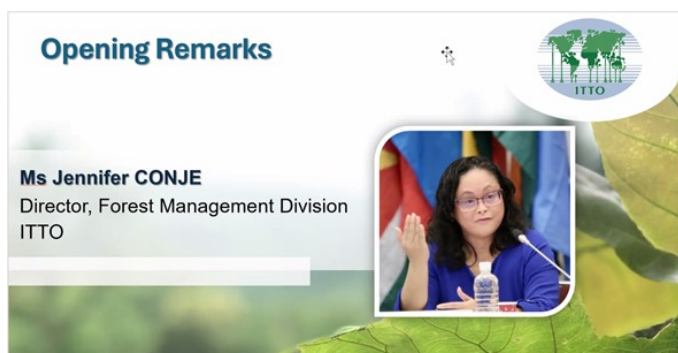 Opening Remarks
ITTO
Ms Jennifer CONJE
Director, Forest Management Division
ITTO